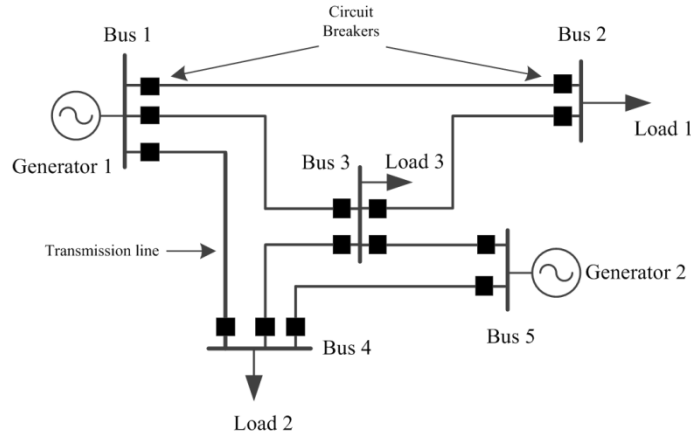 Circuit
Breakers
Bus 1
Bus 2
Load 1
Generator 1
Bus 3
Load 3
Transmission line
Generator 2
Bus 5
Bus 4
Load 2